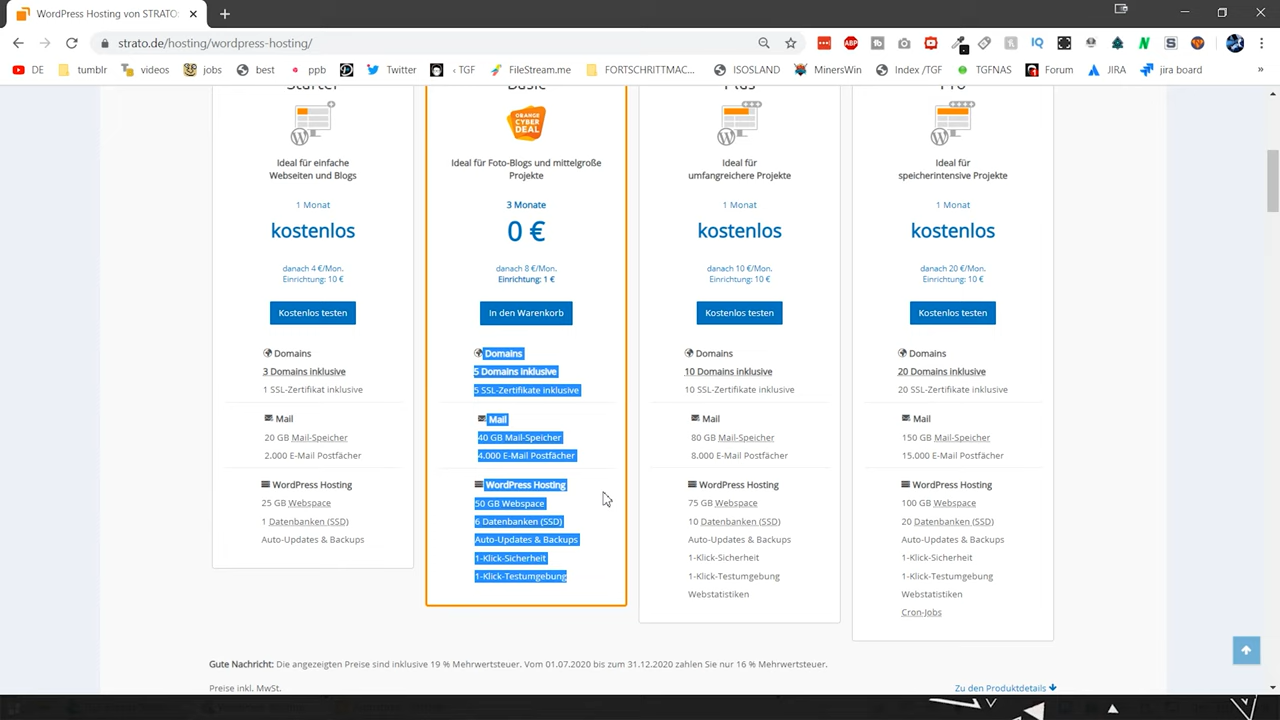 WordPress Hosting von STRATO
strato.de/hosting/wordpress-hosting/
DE
tumblr
videos
jobs
best
ppb
Twitter
TGF
FileStream.me
FORTSCHRITTMAC...
ISOSLAND
MinersWin
Index /TGF
TGFNAS
Forum
JIRA
jira board
Starter
Ideal für einfache
Webseiten und Blogs
1 Monat
kostenlos
danach 4 €/Mon.
Einrichtung: 10 €
Kostenlos testen
Domains
3 Domains inklusive
1 SSL-Zertifikat inklusive
Mail
20 GB Mail-Speicher
2.000 E-Mail Postfächer
WordPress Hosting
25 GB Webspace
1 Datenbanken (SSD)
Auto-Updates & Backups
Basic
ORANGE
CYBER
DEAL
Ideal für Foto-Blogs und mittelgroße
Projekte
3 Monate
0 €
danach 8 €/Mon.
Einrichtung: 1 €
In den Warenkorb
Domains
5 Domains inklusive
5 SSL-Zertifikate inklusive
Mail
40 GB Mail-Speicher
4.000 E-Mail Postfächer
WordPress Hosting
50 GB Webspace
6 Datenbanken (SSD)
Auto-Updates & Backups
1-Klick-Sicherheit
1-Klick-Testumgebung
Plus
Ideal für
umfangreichere Projekte
1 Monat
kostenlos
danach 10 €/Mon.
Einrichtung: 10 €
Kostenlos testen
Domains
10 Domains inklusive
10 SSL-Zertifikate inklusive
Mail
80 GB Mail-Speicher
8.000 E-Mail Postfächer
WordPress Hosting
75 GB Webspace
10 Datenbanken (SSD)
Auto-Updates & Backups
1-Klick-Sicherheit
1-Klick-Testumgebung
Webstatistiken
Pro
Ideal für
speicherintensive Projekte
1 Monat
kostenlos
danach 20 €/Mon.
Einrichtung: 10 €
Kostenlos testen
Domains
20 Domains inklusive
20 SSL-Zertifikate inklusive
Mail
150 GB Mail-Speicher
15.000 E-Mail Postfächer
WordPress Hosting
100 GB Webspace
20 Datenbanken (SSD)
Auto-Updates & Backups
1-Klick-Sicherheit
1-Klick-Testumgebung
Webstatistiken
Cron-Jobs
Gute Nachricht: Die angezeigten Preise sind inklusive 19 % Mehrwertsteuer. Vom 01.07.2020 bis zum 31.12.2020 zahlen Sie nur 16 % Mehrwertsteuer.
Preise inkl. MwSt.
Zu den Produktdetails